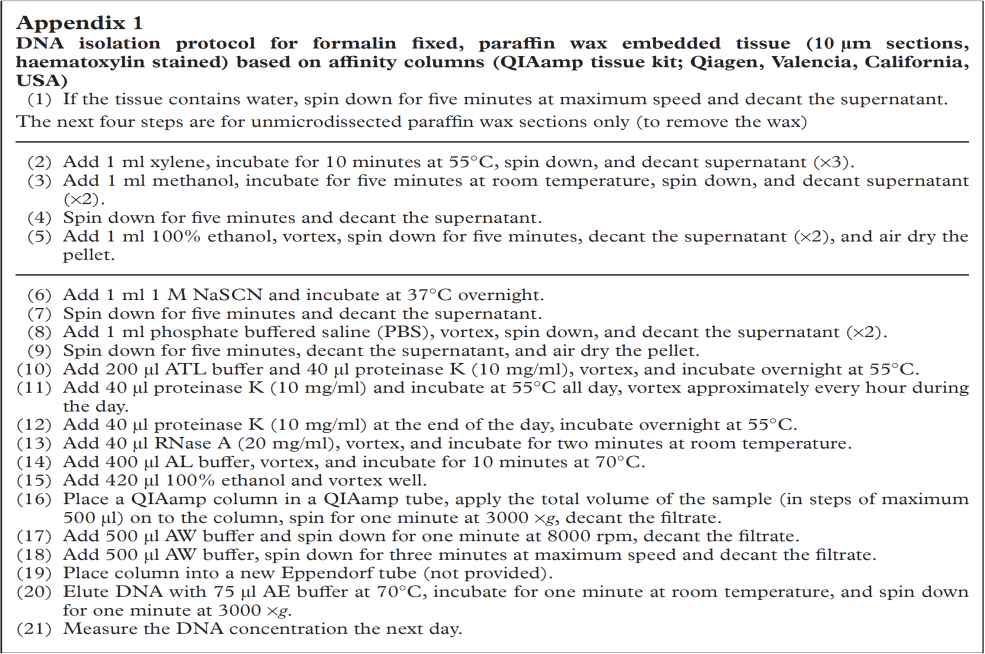 Appendix 1
DNA isolation protocol for formalin fixed, paraffin wax embedded tissue (10 µm sections,
haematoxylin stained) based on affinity columns (QIAamp tissue kit; Qiagen, Valencia, California,
USA)
(1) If the tissue contains water, spin down for five minutes at maximum speed and decant the supernatant.
The next four steps are for unmicrodissected paraffin wax sections only (to remove the wax)
(2) Add 1 ml xylene, incubate for 10 minutes at 55°C, spin down, and decant supernatant (×3).
(3) Add 1 ml methanol, incubate for five minutes at room temperature, spin down, and decant supernatant
(×2).
(4) Spin down for five minutes and decant the supernatant.
(5) Add 1 ml 100% ethanol, vortex, spin down for five minutes, decant the supernatant (×2), and air dry the
pellet.
(6) Add 1 ml 1 M NaSCN and incubate at 37°C overnight.
(7) Spin down for five minutes and decant the supernatant.
(8) Add 1 ml phosphate buffered saline (PBS), vortex, spin down, and decant the supernatant (×2).
(9) Spin down for five minutes, decant the supernatant, and air dry the pellet.
(10) Add 200 µl ATL buffer and 40 µl proteinase K (10 mg/ml), vortex, and incubate overnight at 55°C.
(11) Add 40 µl proteinase K (10 mg/ml) and incubate at 55°C all day, vortex approximately every hour during
the day.
(12) Add 40 µl proteinase K (10 mg/ml) at the end of the day, incubate overnight at 55°C.
(13) Add 40 µl RNase A (20 mg/ml), vortex, and incubate for two minutes at room temperature.
(14) Add 400 µl AL buffer, vortex, and incubate for 10 minutes at 70°C.
(15) Add 420 µl 100% ethanol and vortex well.
(16) Place a QIAamp column in a QIAamp tube, apply the total volume of the sample (in steps of maximum
500 µl) on to the column, spin for one minute at 3000 ×g, decant the filtrate.
(17) Add 500 µl AW buffer and spin down for one minute at 8000 rpm, decant the filtrate.
(18) Add 500 µl AW buffer, spin down for three minutes at maximum speed and decant the filtrate.
(19) Place column into a new Eppendorf tube (not provided).
(20) Elute DNA with 75 µl AE buffer at 70°C, incubate for one minute at room temperature, and spin down
for one minute at 3000 ×g.
(21) Measure the DNA concentration the next day.